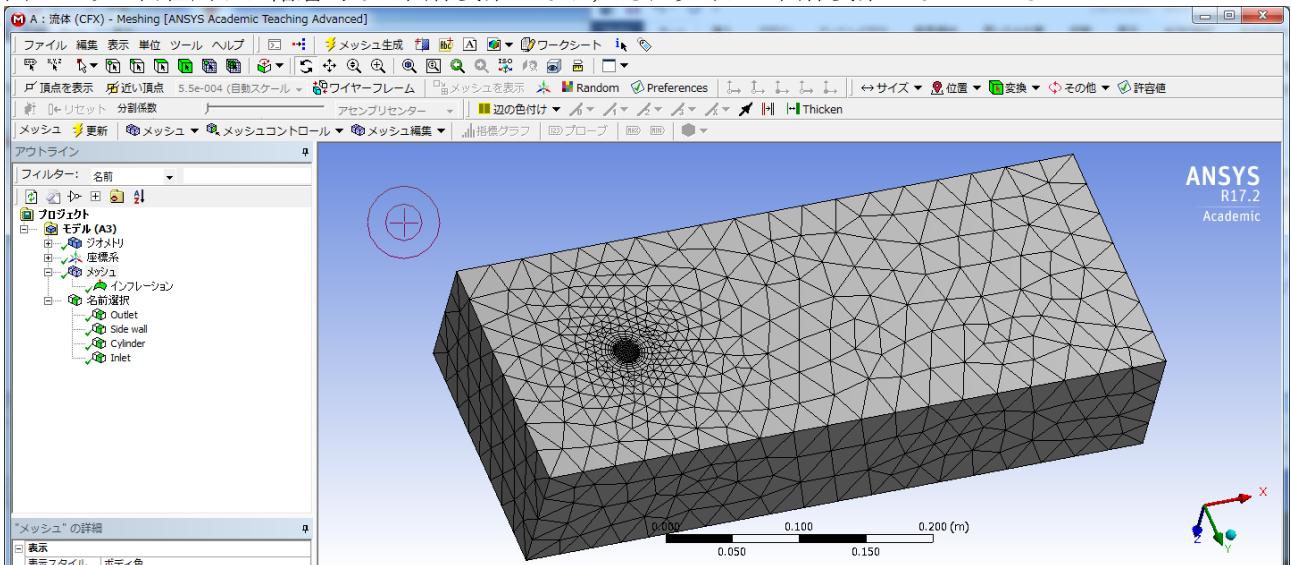 A : 流体 (CFX) - Meshing [ANSYS Academic Teaching Advanced]
ファイル 編集 表示 単位 ツール ヘルプ メッシュ生成 A ワークシート
頂点を表示 近い頂点 5.5e-004 (自動スケール ワイヤーフレーム メッシュを表示 Random Preferences サイズ 位置 変換 その他 許容値
リセット 分割係数 アセンブリセンター 辺の色付け Thicken
メッシュ 更新 メッシュ メッシュコントロール メッシュ編集 指標グラフ プローブ
アウトライン
フィルター: 名前
プロジェクト
モデル (A3)
ジオメトリ
座標系
メッシュ
インフレーション
名前選択
Outlet
Side wall
Cylinder
Inlet
ANSYS
R17.2
Academic
0.000 0.100 0.200 (m)
0.050 0.150
X
Y
Z
"メッシュ" の詳細
表示
表示スタイル ボディ色